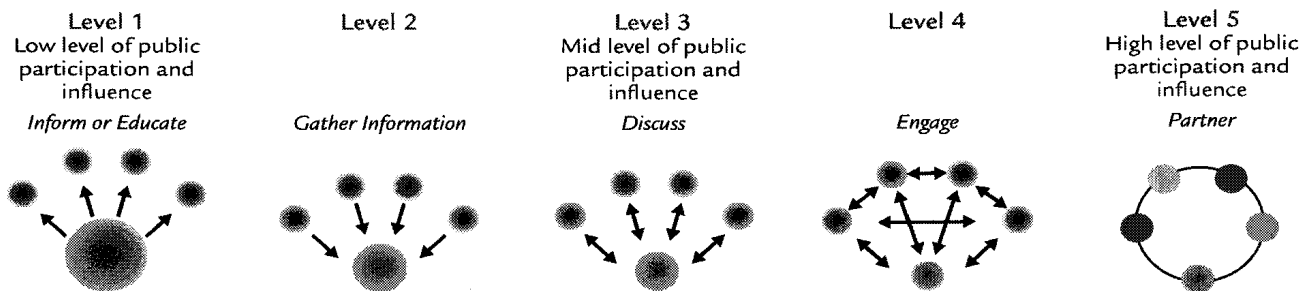 Level 1
Low level of public
participation and
influence
Inform or Educate
Level 2
Gather Information
Level 3
Mid level of public
participation and
influence
Discuss
Level 4
Engage
Level 5
High level of public
participation and
influence
Partner